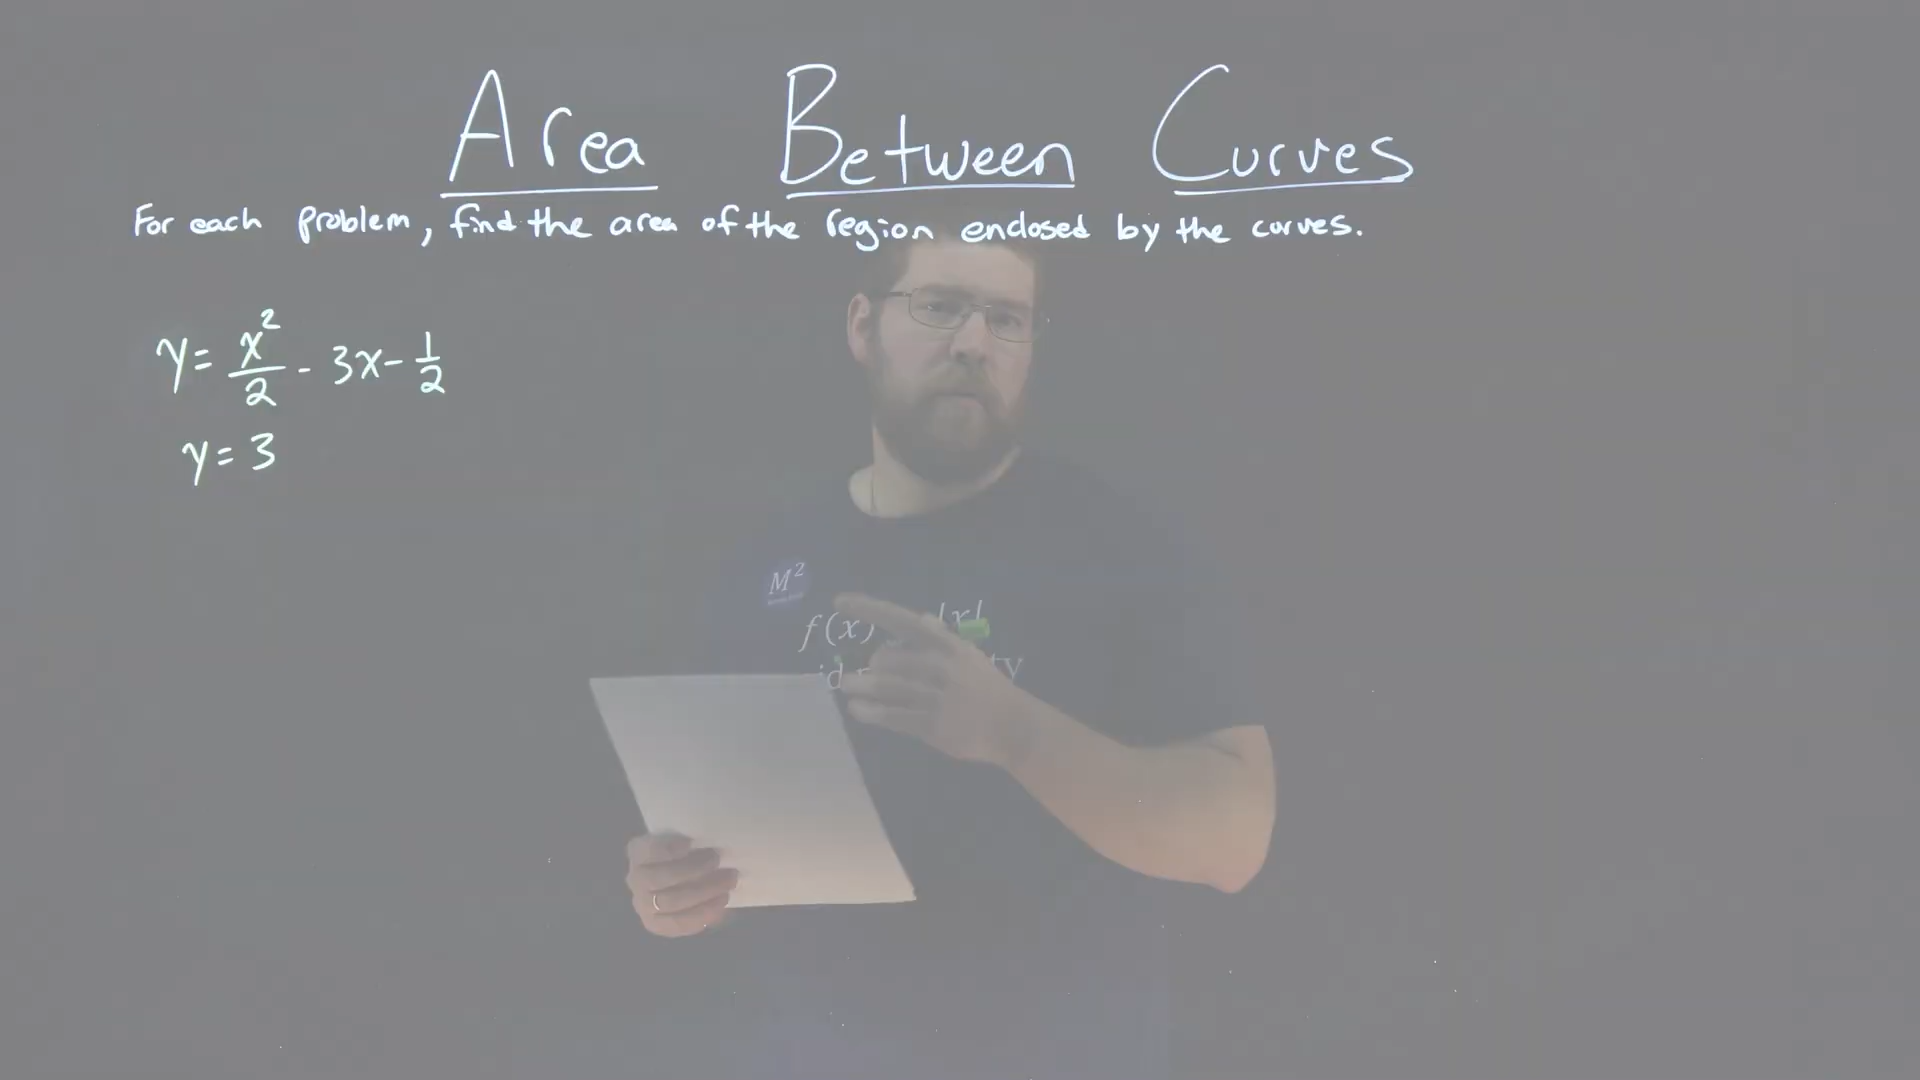 Area Between Curves
For each problem, find the area of the region enclosed by the curves.
y = x²/2 - 3x - 1/2
y = 3
M²
f(x) |x|